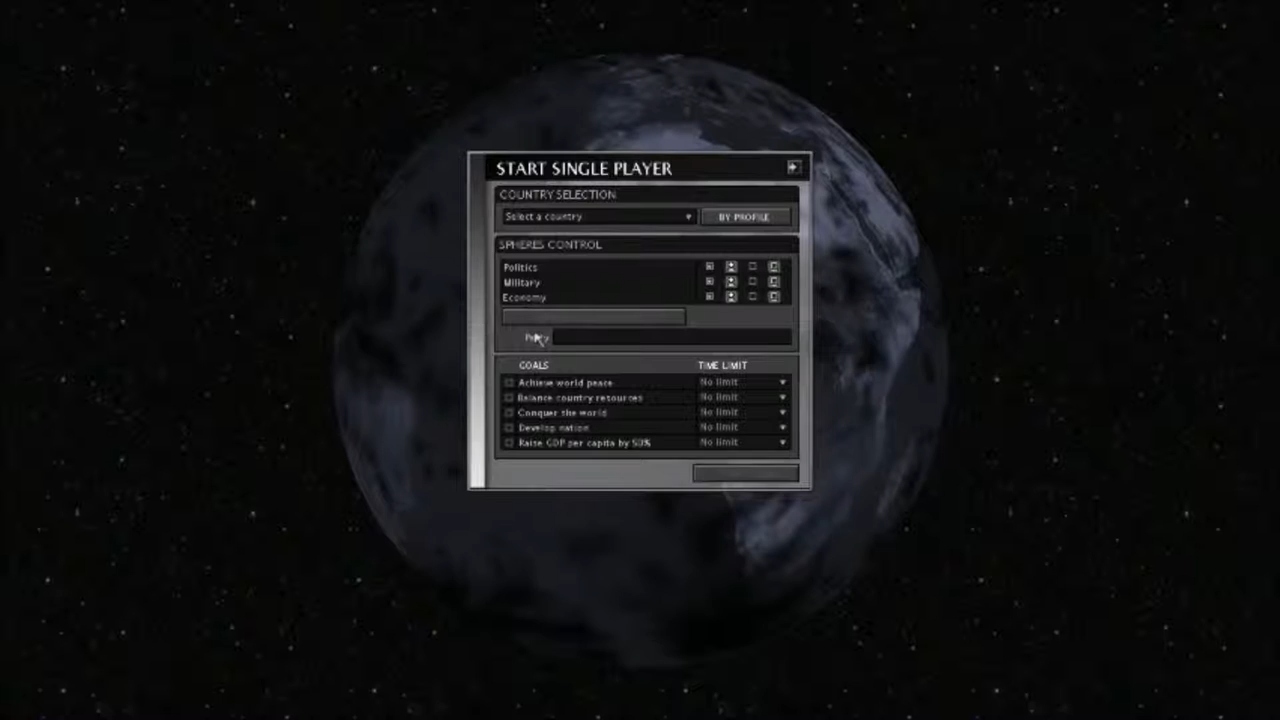 START SINGLE PLAYER
COUNTRY SELECTION
Select a country BY PROFILE
SPHERES CONTROL
Politics
Military
Economy
Party
GOALS TIME LIMIT
Achieve world peace No limit
Balance country resources No limit
Conquer the world No limit
Develop nation No limit
Raise GDP per capita by 50% No limit